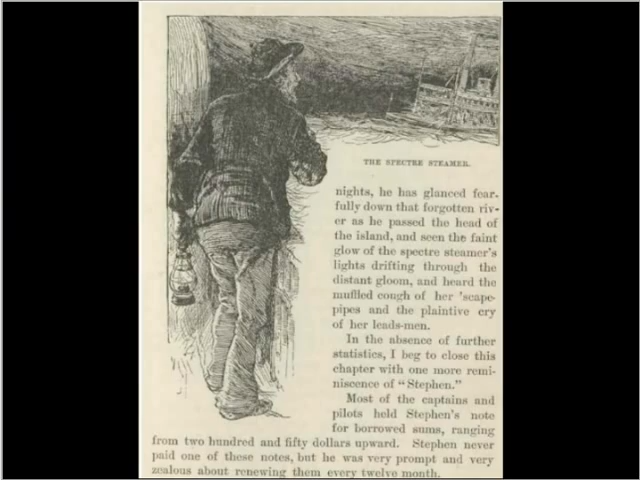 THE SPECTRE STEAMER.
nights, he has glanced fear-
fully down that forgotten riv-
er as he passed the head of
the island, and seen the faint
glow of the spectre steamer's
lights drifting through the
distant gloom, and heard the
muffled cough of her 'scape-
pipes and the plaintive cry
of her leads-men.
In the absence of further
statistics, I beg to close this
chapter with one more remi-
niscence of "Stephen."
Most of the captains and
pilots held Stephen's note
for borrowed sums, ranging
from two hundred and fifty dollars upward. Stephen never
paid one of these notes, but he was very prompt and very
zealous about renewing them every twelve month.